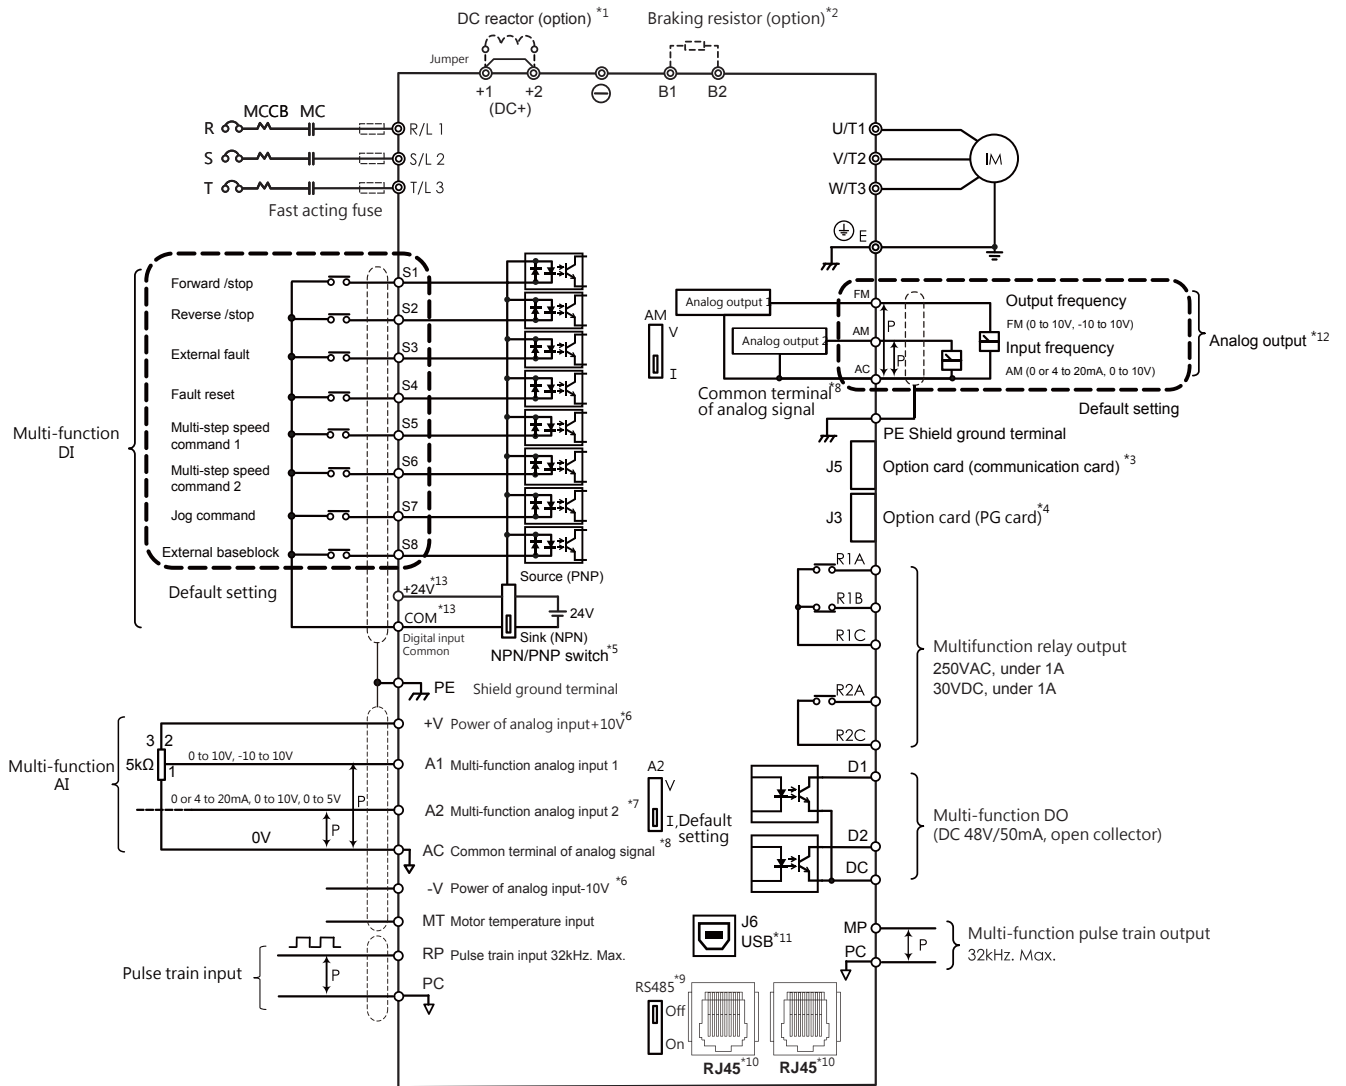 DC reactor (option) *1
Braking resistor (option)*2
Jumper
+1
+2
(DC+)
B1
B2
MCCB MC
R
R/L 1
S
S/L 2
T
T/L 3
Fast acting fuse
U/T1
V/T2
W/T3
IM
E
Multi-function
DI
Forward /stop
S1
Reverse /stop
S2
External fault
S3
Fault reset
S4
Multi-step speed
command 1
S5
Multi-step speed
command 2
S6
Jog command
S7
External baseblock
S8
Default setting
+24V*13
COM*13
Digital input
Common
Source (PNP)
24V
Sink (NPN)
NPN/PNP switch*5
PE Shield ground terminal
AM
V
I
Analog output 1
Analog output 2
Common terminal*8
of analog signal
FM
AM
AC
P
P
Output frequency
FM (0 to 10V, -10 to 10V)
Input frequency
AM (0 or 4 to 20mA, 0 to 10V)
Analog output *12
Default setting
PE Shield ground terminal
J5
Option card (communication card) *3
J3
Option card (PG card)*4
R1A
R1B
R1C
R2A
R2C
Multifunction relay output
250VAC, under 1A
30VDC, under 1A
Multi-function
AI
3 2
5kΩ
1
0 to 10V, -10 to 10V
0 or 4 to 20mA, 0 to 10V, 0 to 5V
0V
P
P
+V Power of analog input+10V*6
A1 Multi-function analog input 1
A2 Multi-function analog input 2 *7
AC Common terminal of analog signal*8
-V Power of analog input-10V *6
MT Motor temperature input
RP Pulse train input 32kHz. Max.
PC
Pulse train input
P
A2
V
I,Default
setting
D1
D2
DC
Multi-function DO
(DC 48V/50mA, open collector)
J6
USB*11
MP
PC
P
Multi-function pulse train output
32kHz. Max.
RS485*9
Off
On
RJ45*10
RJ45*10